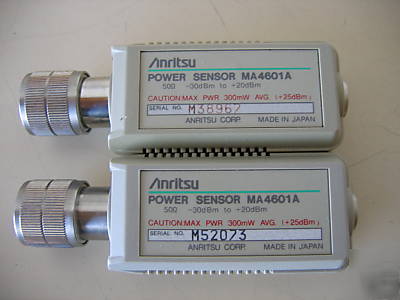 Anritsu
POWER SENSOR MA4601A
50Ω -30dBm to +20dBm
CAUTION:MAX PWR 300mW AVG. (+25dBm)
SERIAL NO. M38967
ANRITSU CORP. MADE IN JAPAN
Anritsu
POWER SENSOR MA4601A
50Ω -30dBm to +20dBm
CAUTION:MAX PWR 300mW AVG. (+25dBm)
SERIAL NO. M52073
ANRITSU CORP. MADE IN JAPAN